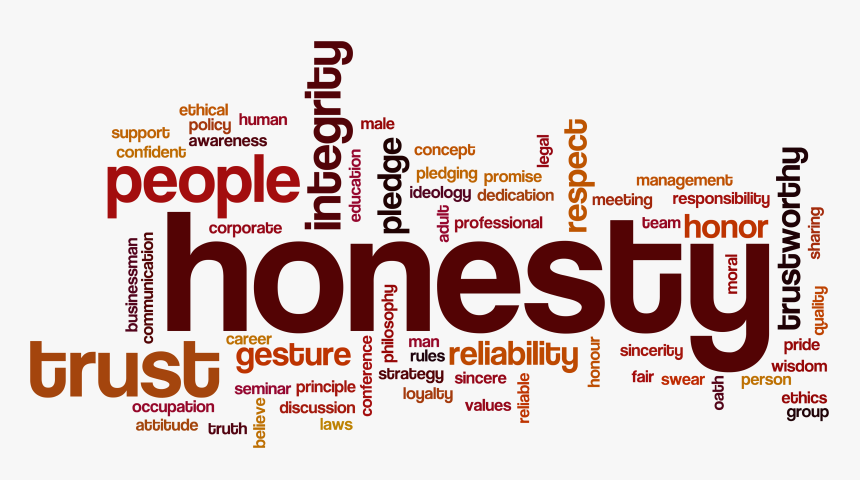 integrity
ethical
policy
human
support
awareness
male
confident
people
education
pledge
concept
legal
respect
pledging
promise
ideology
dedication
management
meeting
responsibility
trustworthy
corporate
adult
professional
team
honor
sharing
businessman
communication
honesty
moral
quality
philosophy
trust
career
gesture
conference
man
rules
reliability
honour
sincerity
pride
wisdom
strategy
sincere
fair
swear
oath
person
seminar
principle
loyalty
values
reliable
ethics
group
occupation
discussion
attitude
truth
believe
laws